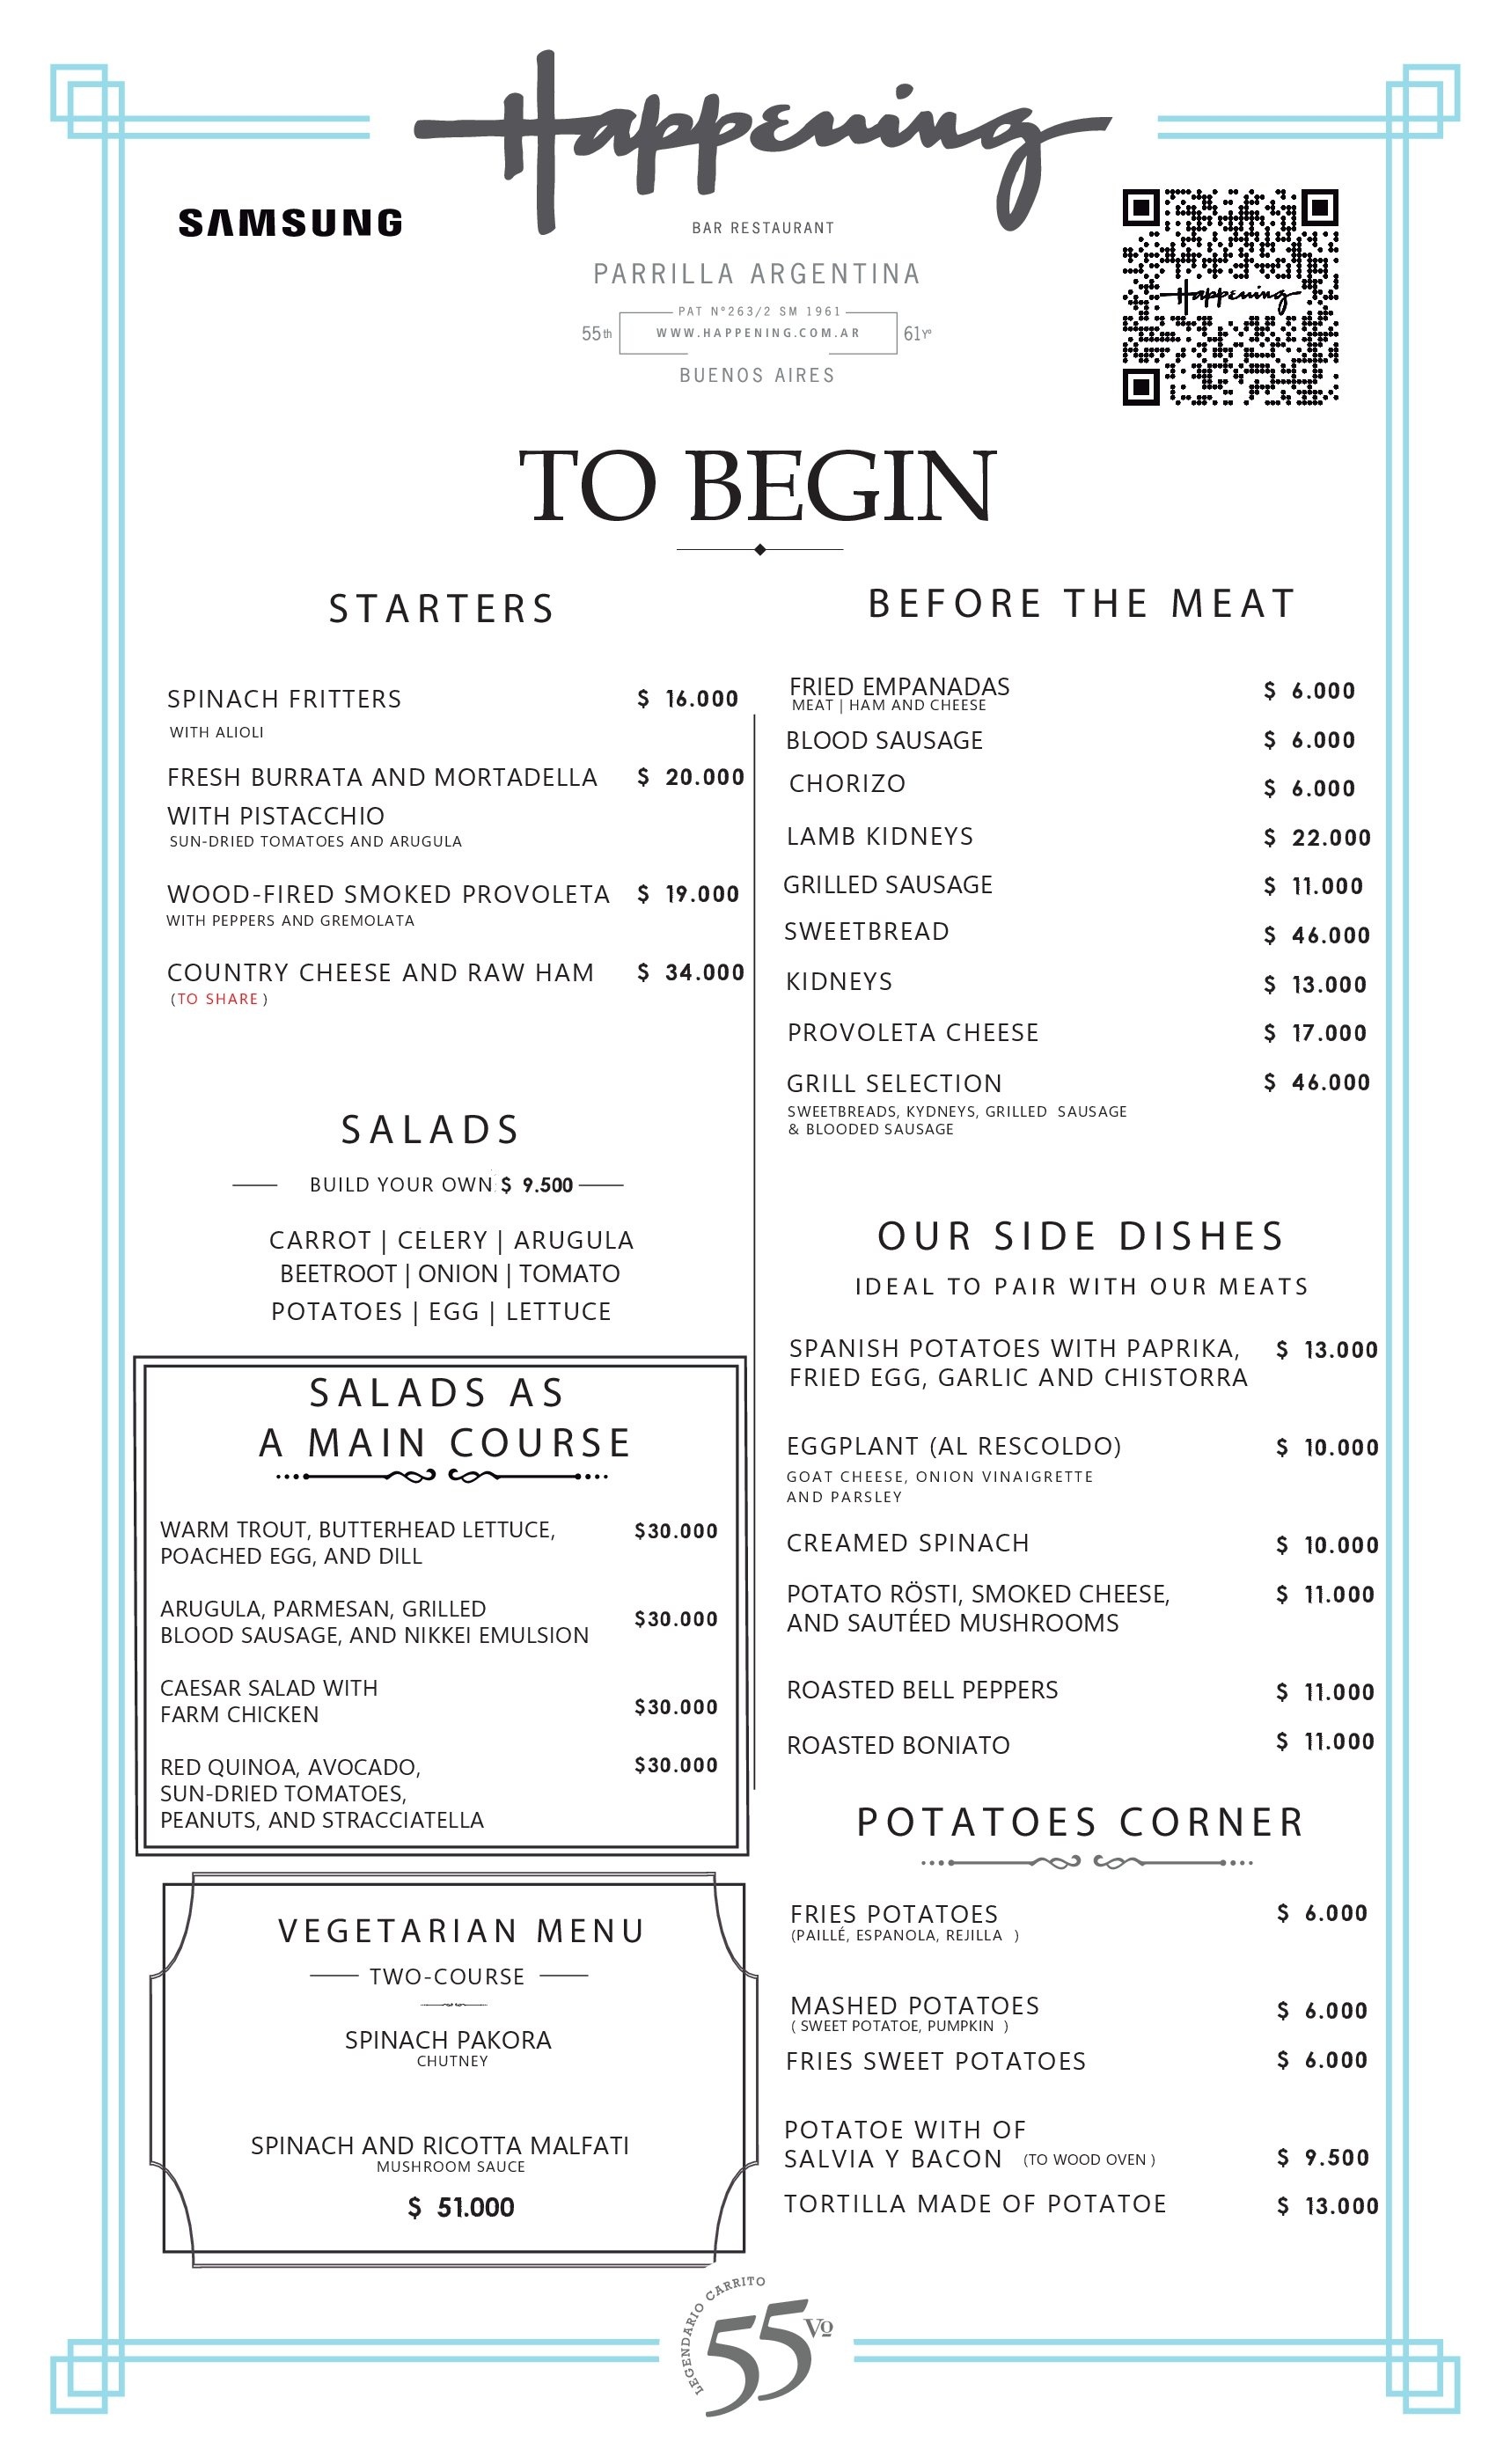 Happening
SAMSUNG
BAR RESTAURANT
PARRILLA ARGENTINA
PAT N°263/2 SM 1961
55th WWW.HAPPENING.COM.AR 61Yº
BUENOS AIRES
Happening
TO BEGIN
STARTERS
SPINACH FRITTERS $ 16.000
WITH ALIOLI
FRESH BURRATA AND MORTADELLA $ 20.000
WITH PISTACCHIO
SUN-DRIED TOMATOES AND ARUGULA
WOOD-FIRED SMOKED PROVOLETA $ 19.000
WITH PEPPERS AND GREMOLATA
COUNTRY CHEESE AND RAW HAM $ 34.000
(TO SHARE )
SALADS
BUILD YOUR OWN $ 9.500
CARROT | CELERY | ARUGULA
BEETROOT | ONION | TOMATO
POTATOES | EGG | LETTUCE
SALADS AS
A MAIN COURSE
WARM TROUT, BUTTERHEAD LETTUCE, $30.000
POACHED EGG, AND DILL
ARUGULA, PARMESAN, GRILLED
BLOOD SAUSAGE, AND NIKKEI EMULSION $30.000
CAESAR SALAD WITH
FARM CHICKEN $30.000
RED QUINOA, AVOCADO, $30.000
SUN-DRIED TOMATOES,
PEANUTS, AND STRACCIATELLA
VEGETARIAN MENU
TWO-COURSE
SPINACH PAKORA
CHUTNEY
SPINACH AND RICOTTA MALFATI
MUSHROOM SAUCE
$ 51.000
BEFORE THE MEAT
FRIED EMPANADAS $ 6.000
MEAT | HAM AND CHEESE
BLOOD SAUSAGE $ 6.000
CHORIZO $ 6.000
LAMB KIDNEYS $ 22.000
GRILLED SAUSAGE $ 11.000
SWEETBREAD $ 46.000
KIDNEYS $ 13.000
PROVOLETA CHEESE $ 17.000
GRILL SELECTION $ 46.000
SWEETBREADS, KYDNEYS, GRILLED SAUSAGE
& BLOODED SAUSAGE
OUR SIDE DISHES
IDEAL TO PAIR WITH OUR MEATS
SPANISH POTATOES WITH PAPRIKA, $ 13.000
FRIED EGG, GARLIC AND CHISTORRA
EGGPLANT (AL RESCOLDO) $ 10.000
GOAT CHEESE, ONION VINAIGRETTE
AND PARSLEY
CREAMED SPINACH $ 10.000
POTATO RÖSTI, SMOKED CHEESE, $ 11.000
AND SAUTÉED MUSHROOMS
ROASTED BELL PEPPERS $ 11.000
ROASTED BONIATO $ 11.000
POTATOES CORNER
FRIES POTATOES $ 6.000
(PAILLÉ, ESPANOLA, REJILLA )
MASHED POTATOES $ 6.000
( SWEET POTATOE, PUMPKIN )
FRIES SWEET POTATOES $ 6.000
POTATOE WITH OF
SALVIA Y BACON (TO WOOD OVEN ) $ 9.500
TORTILLA MADE OF POTATOE $ 13.000
LEGENDARIO CARRITO
55 Vº